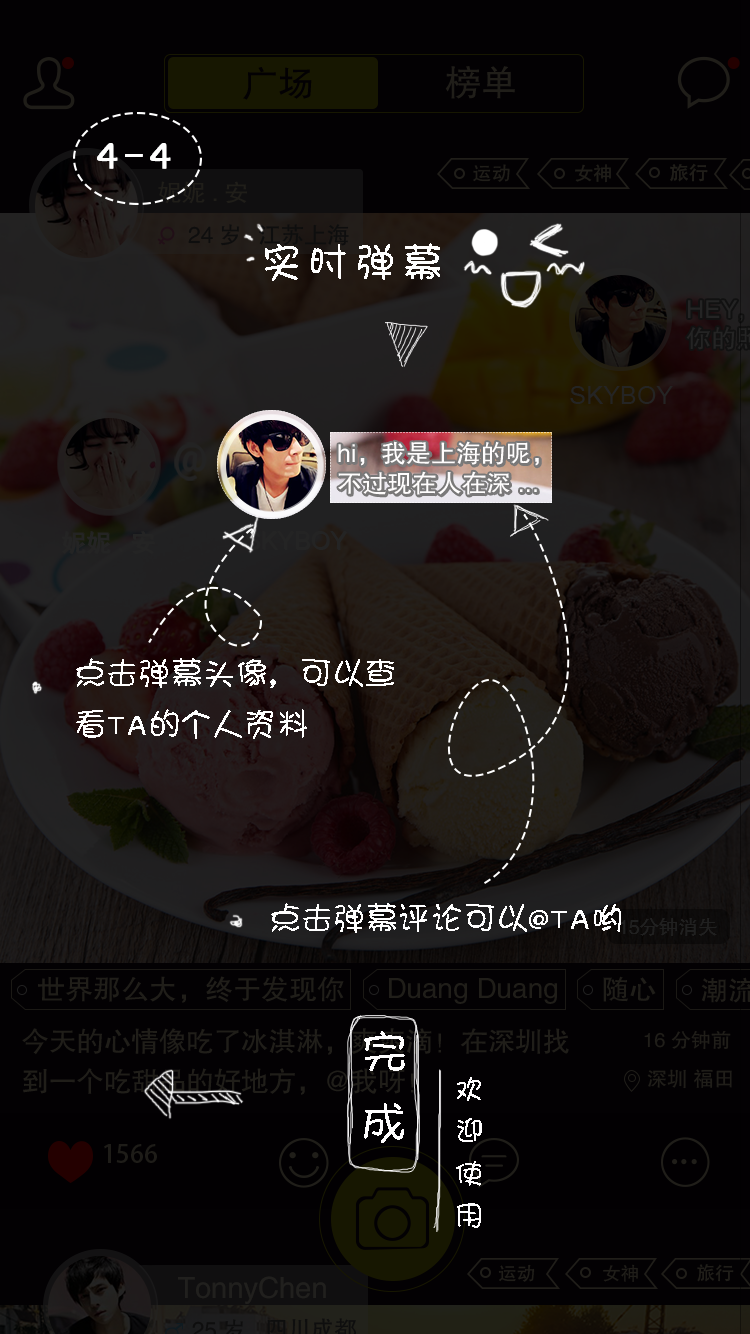 广场
榜单
4-4
妮妮.安
运动
女神
旅行
24岁 江苏上海
实时弹幕
HEY,
你的照
SKYBOY
hi，我是上海的呢，
不过现在人在深 ...
@
妮妮.安
SKYBOY
点击弹幕头像，可以查
看TA的个人资料
点击弹幕评论可以@TA哟
5分钟消失
世界那么大，终于发现你
Duang Duang
随心
潮流
今天的心情像吃了冰淇淋，
滴！在深圳找
16 分钟前
到一个吃甜品的好地方，@我呀
深圳 福田
完成
欢迎使用
1566
TonnyChen
运动
女神
旅行
25岁 四川成都